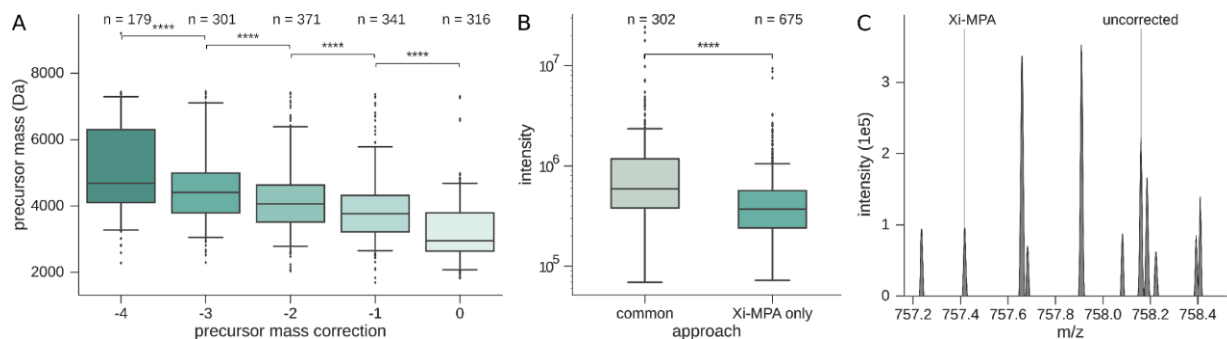 A
n = 179 n = 301 n = 371 n = 341 n = 316
**** **** **** ****
precursor mass (Da)
8000
6000
4000
2000
-4 -3 -2 -1 0
precursor mass correction
B
n = 302 n = 675
****
intensity
10^7
10^6
10^5
common Xi-MPA only
approach
C
Xi-MPA uncorrected
intensity (1e5)
3
2
1
0
757.2 757.4 757.6 757.8 758.0 758.2 758.4
m/z